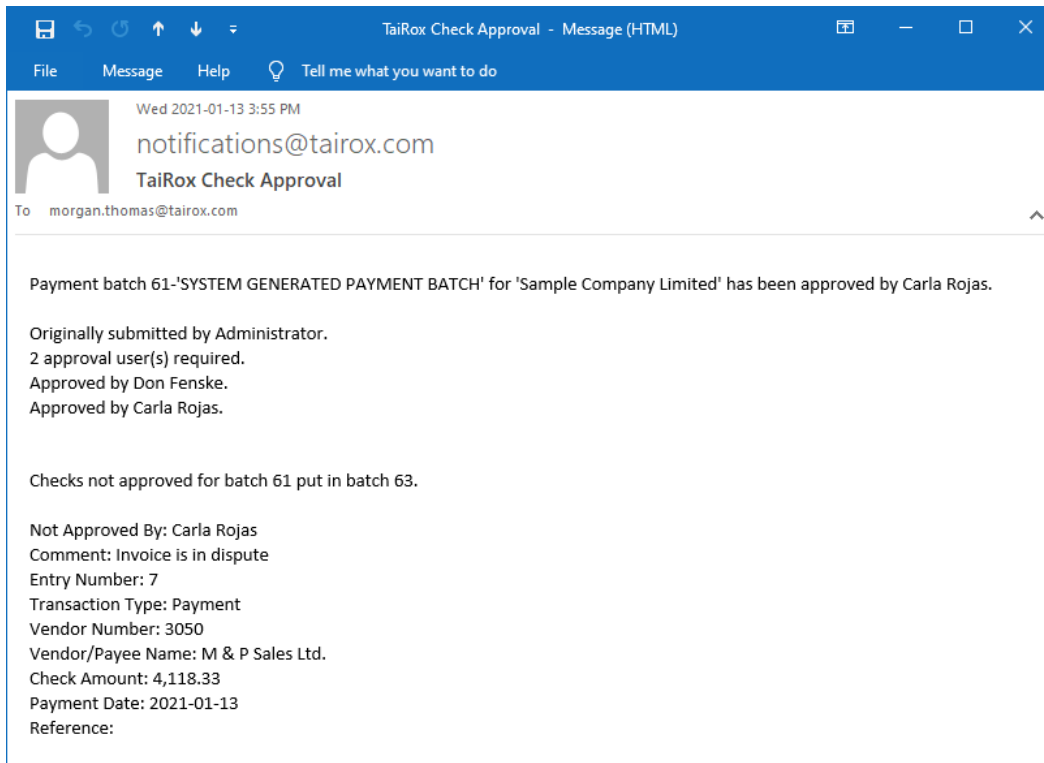 TaiRox Check Approval - Message (HTML)
File Message Help Tell me what you want to do
Wed 2021-01-13 3:55 PM
notifications@tairox.com
TaiRox Check Approval
To morgan.thomas@tairox.com
Payment batch 61-'SYSTEM GENERATED PAYMENT BATCH' for 'Sample Company Limited' has been approved by Carla Rojas.
Originally submitted by Administrator.
2 approval user(s) required.
Approved by Don Fenske.
Approved by Carla Rojas.
Checks not approved for batch 61 put in batch 63.
Not Approved By: Carla Rojas
Comment: Invoice is in dispute
Entry Number: 7
Transaction Type: Payment
Vendor Number: 3050
Vendor/Payee Name: M & P Sales Ltd.
Check Amount: 4,118.33
Payment Date: 2021-01-13
Reference: